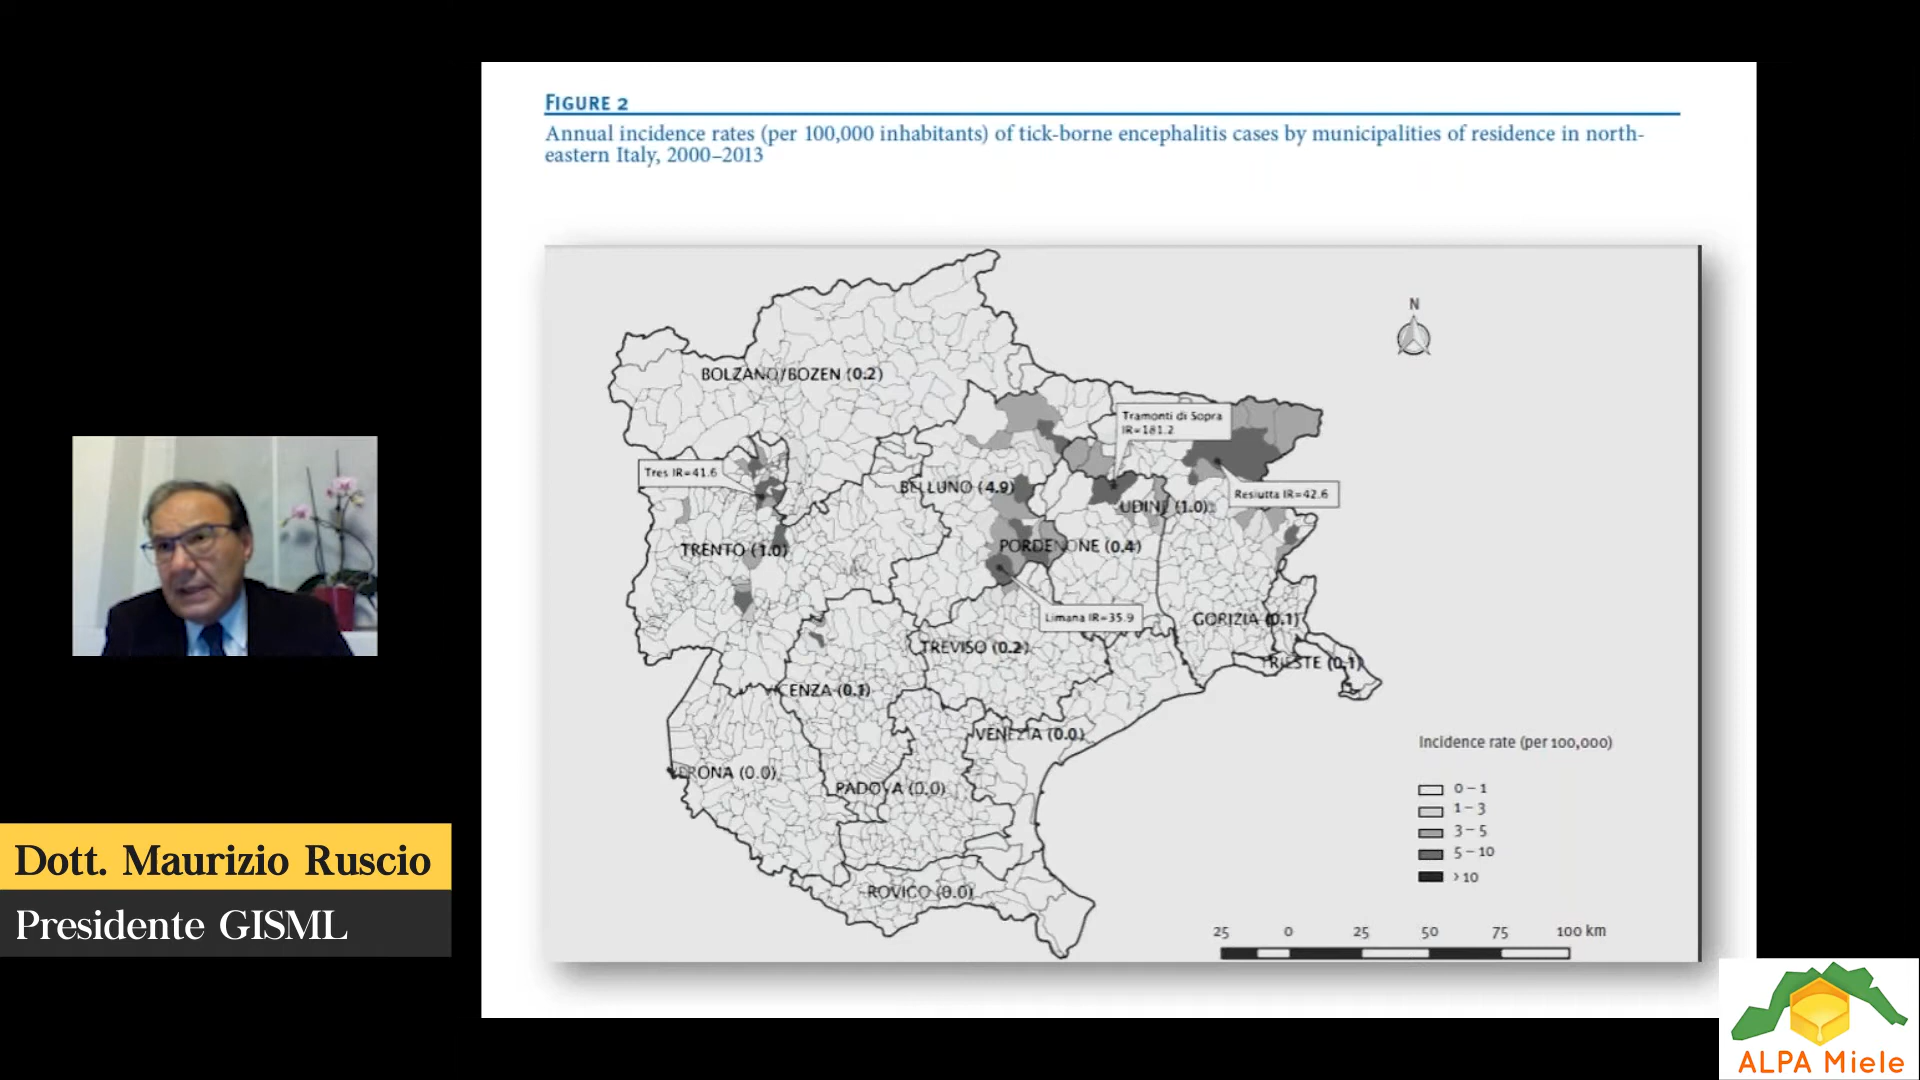 FIGURE 2
Annual incidence rates (per 100,000 inhabitants) of tick-borne encephalitis cases by municipalities of residence in north-
eastern Italy, 2000–2013
N
BOLZANO/BOZEN (0.2)
Tramonti di Sopra
IR=181.2
Tres IR=41.6
BELLUNO (4.9)
Resiutta IR=42.6
UDINE (1.0)
TRENTO (1.0)
PORDENONE (0.4)
Limana IR=35.9
GORIZIA (0.1)
TREVISO (0.2)
TRIESTE (0.1)
VICENZA (0.1)
VENEZIA (0.0)
VERONA (0.0)
PADOVA (0.0)
ROVIGO (0.0)
Incidence rate (per 100,000)
0 – 1
1 – 3
3 – 5
5 – 10
>10
25 0 25 50 75 100 km
Dott. Maurizio Ruscio
Presidente GISML
ALPA Miele